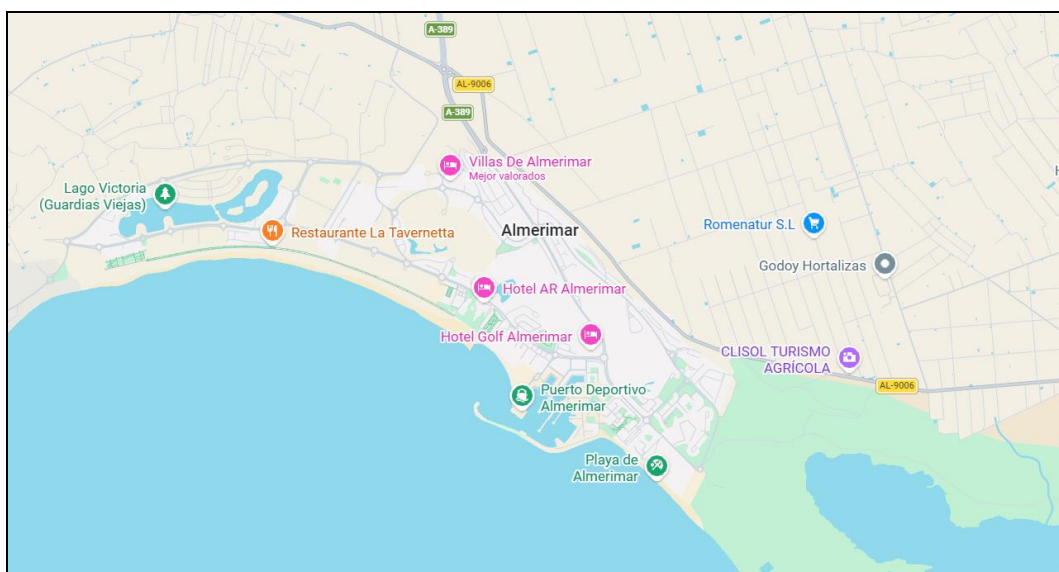 A-389
AL-9006
A-389
Villas De Almerimar
Mejor valorados
Lago Victoria
(Guardias Viejas)
Restaurante La Tavernetta
Almerimar
Romenatur S.L
Godoy Hortalizas
Hotel AR Almerimar
Hotel Golf Almerimar
CLISOL TURISMO
AGRÍCOLA
AL-9006
Puerto Deportivo
Almerimar
Playa de
Almerimar